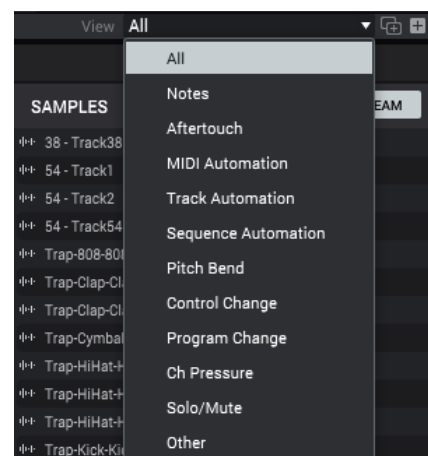 View All
All
Notes
Aftertouch
MIDI Automation
Track Automation
Sequence Automation
Pitch Bend
Control Change
Program Change
Ch Pressure
Solo/Mute
Other
SAMPLES
EAM
38 - Track38
54 - Track1
54 - Track2
54 - Track54
Trap-808-808
Trap-Clap-Cl
Trap-Clap-Cl
Trap-Cymbal
Trap-HiHat-H
Trap-HiHat-H
Trap-HiHat-H
Trap-Kick-Ki